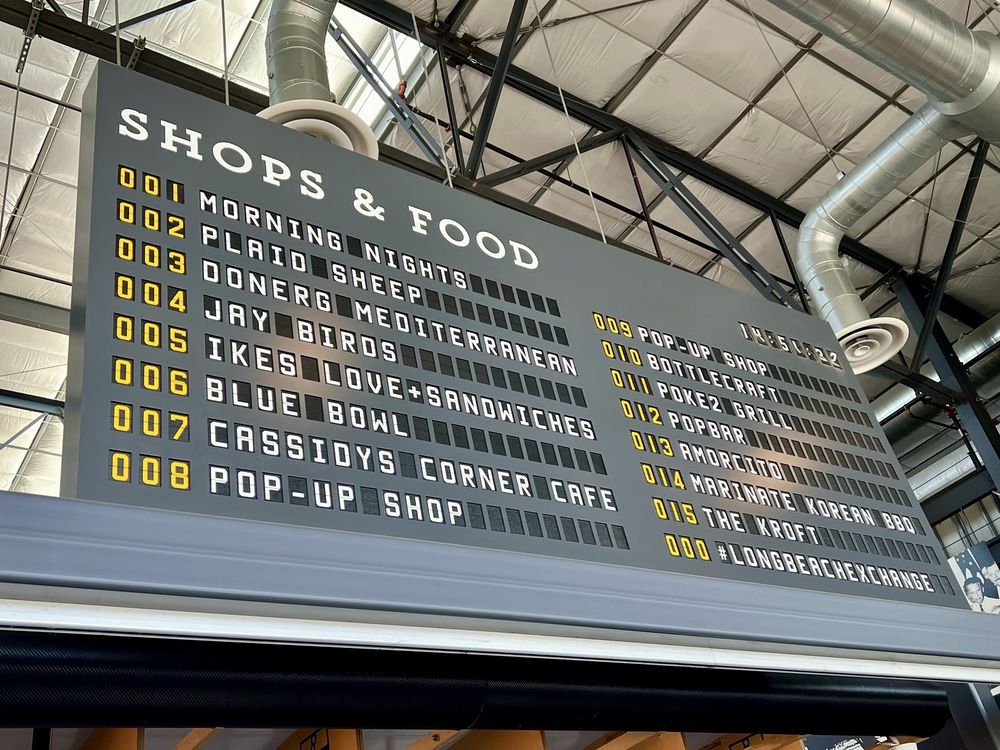 SHOPS & FOOD
001 MORNING NIGHTS
002 PLAID SHEEP
003 DONERG MEDITERRANEAN
004 JAY BIRDS
005 IKES LOVE+SANDWICHES
006 BLUE BOWL
007 CASSIDYS CORNER CAFE
008 POP-UP SHOP
009 POP-UP SHOP
010 BOTTLECRAFT
011 POKE2 GRILL
012 POPBAR
013 AMORCITO
014 MARINATE KOREAN BBQ
015 THE KROFT
000 #LONGBEACHEXCHANGE